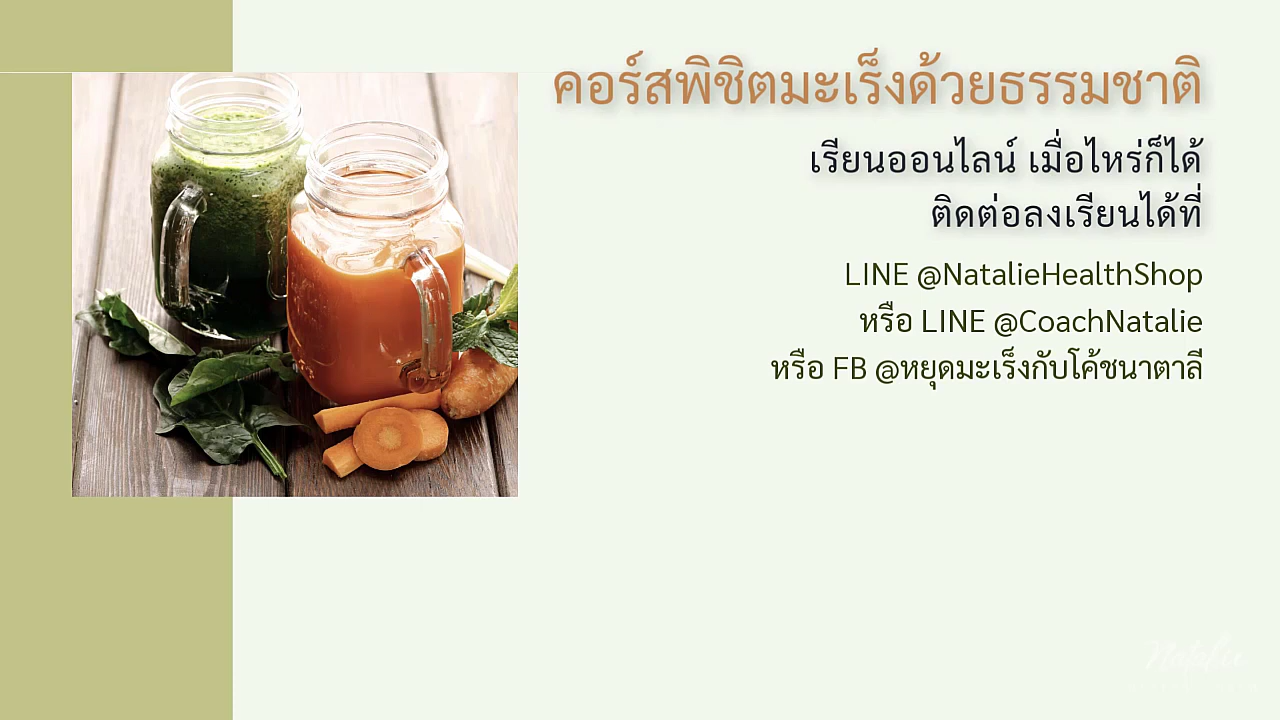 คอร์สพิชิตมะเร็งด้วยธรรมชาติ
เรียนออนไลน์ เมื่อไหร่ก็ได้
ติดต่อลงเรียนได้ที่
LINE @NatalieHealthShop
หรือ LINE @CoachNatalie
หรือ FB @หยุดมะเร็งกับโค้ชนาตาลี
Natalie